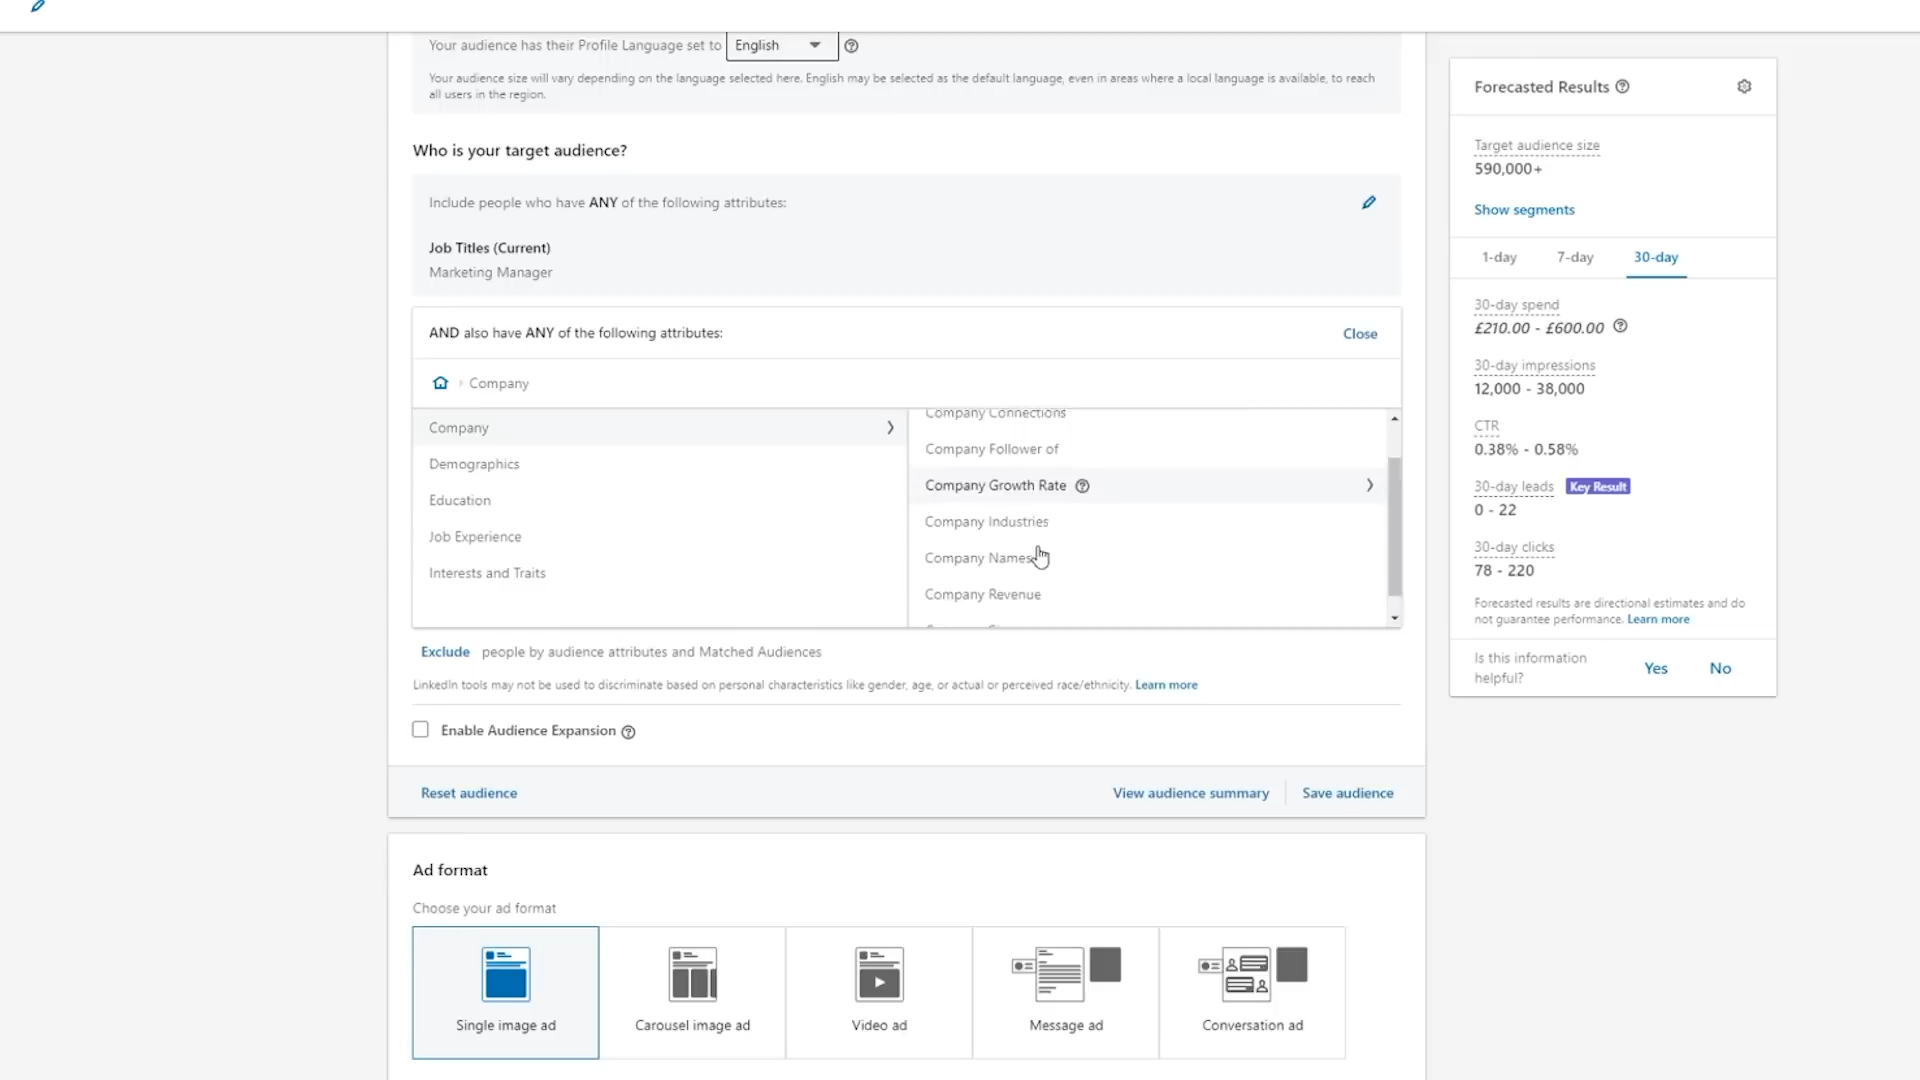 Your audience has their Profile Language set to English
Your audience size will vary depending on the language selected here. English may be selected as the default language, even in areas where a local language is available, to reach
all users in the region.
Who is your target audience?
Include people who have ANY of the following attributes:
Job Titles (Current)
Marketing Manager
AND also have ANY of the following attributes:
Close
Company
Company
Demographics
Education
Job Experience
Interests and Traits
Company Connections
Company Follower of
Company Growth Rate
Company Industries
Company Names
Company Revenue
Exclude people by audience attributes and Matched Audiences
LinkedIn tools may not be used to discriminate based on personal characteristics like gender, age, or actual or perceived race/ethnicity. Learn more
Enable Audience Expansion
Reset audience
View audience summary
Save audience
Ad format
Choose your ad format
Single image ad
Carousel image ad
Video ad
Message ad
Conversation ad
Forecasted Results
Target audience size
590,000+
Show segments
1-day 7-day 30-day
30-day spend
£210.00 - £600.00
30-day impressions
12,000 - 38,000
CTR
0.38% - 0.58%
30-day leads Key Result
0 - 22
30-day clicks
78 - 220
Forecasted results are directional estimates and do
not guarantee performance. Learn more
Is this information
helpful?
Yes
No